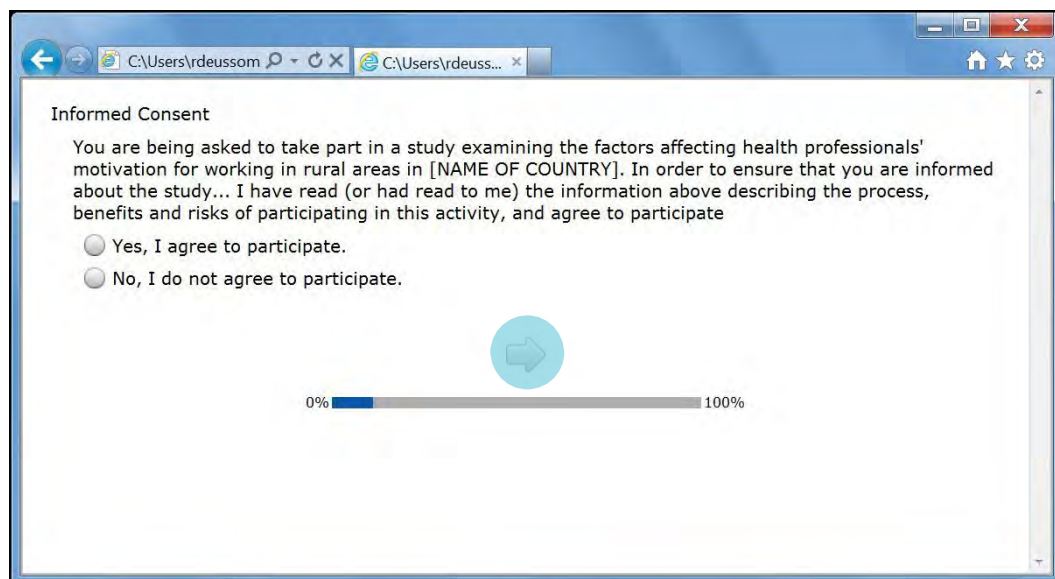 C:\Users\rdeussom
C:\Users\rdeuss...
Informed Consent
You are being asked to take part in a study examining the factors affecting health professionals'
motivation for working in rural areas in [NAME OF COUNTRY]. In order to ensure that you are informed
about the study... I have read (or had read to me) the information above describing the process,
benefits and risks of participating in this activity, and agree to participate
Yes, I agree to participate.
No, I do not agree to participate.
0% 100%